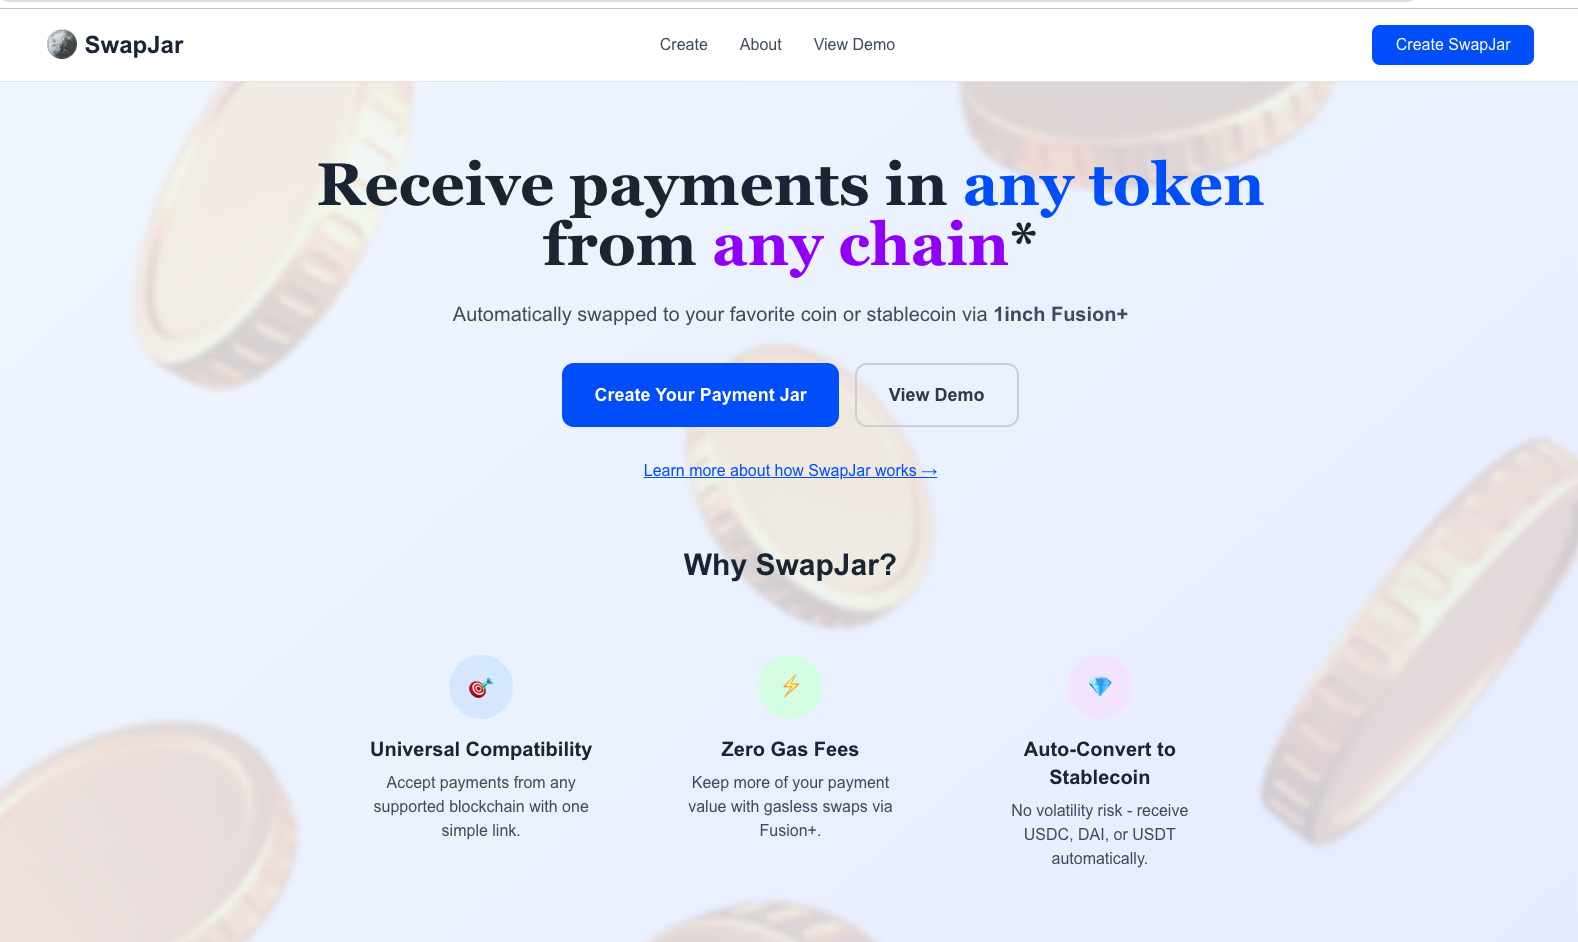 SwapJar
Create
About
View Demo
Create SwapJar
Receive payments in any token
from any chain*
Automatically swapped to your favorite coin or stablecoin via 1inch Fusion+
Create Your Payment Jar
View Demo
Learn more about how SwapJar works →
Why SwapJar?
Universal Compatibility
Accept payments from any
supported blockchain with one
simple link.
Zero Gas Fees
Keep more of your payment
value with gasless swaps via
Fusion+.
Auto-Convert to
Stablecoin
No volatility risk - receive
USDC, DAI, or USDT
automatically.